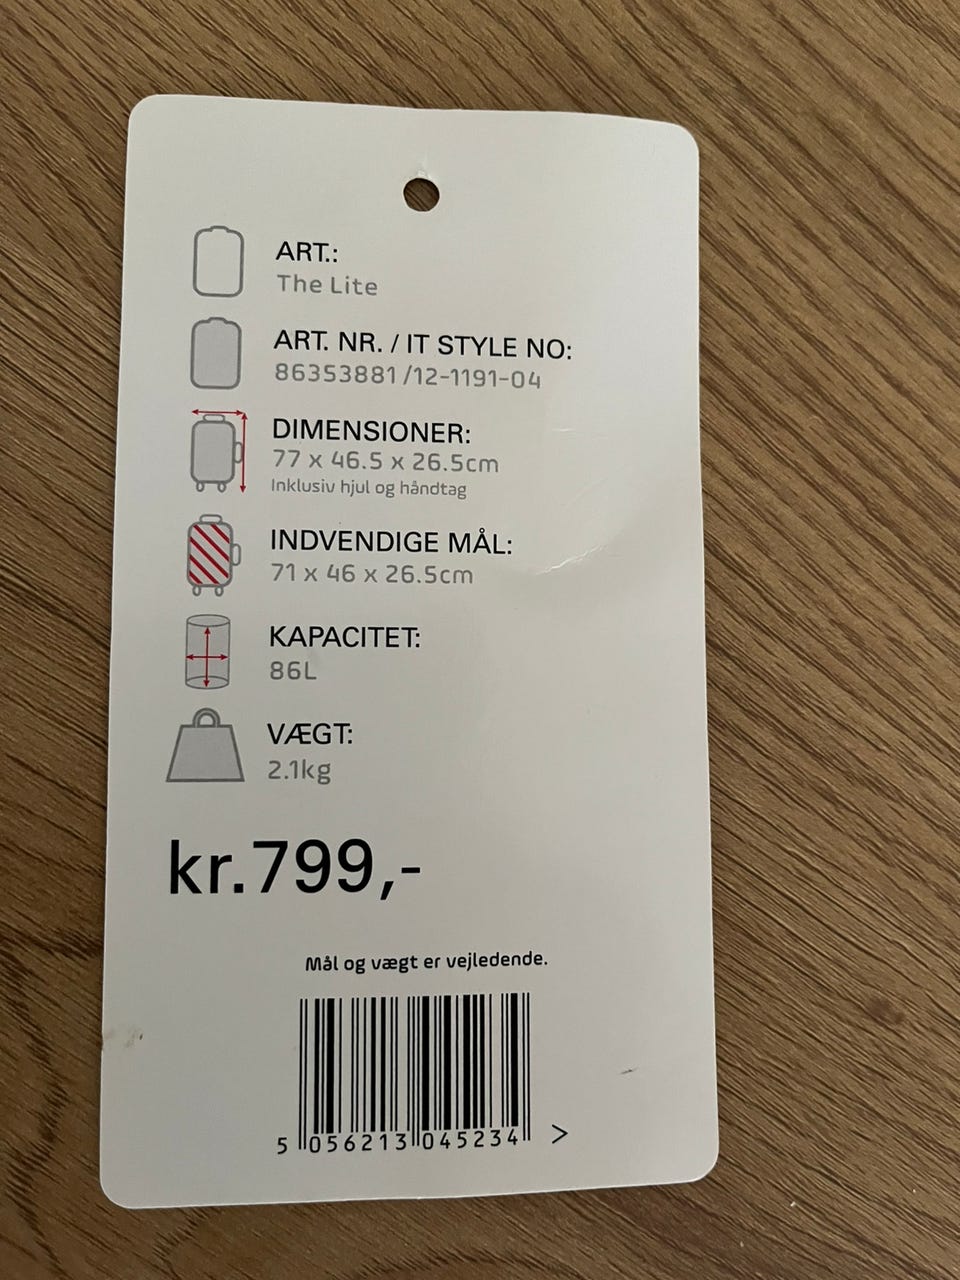 ART.:
The Lite
ART. NR. / IT STYLE NO:
86353881/12-1191-04
DIMENSIONER:
77 x 46.5 x 26.5cm
Inklusiv hjul og håndtag
INDVENDIGE MÅL:
71 x 46 x 26.5cm
KAPACITET:
86L
VÆGT:
2.1kg
kr.799,-
Mål og vægt er vejledende.
5 056213 045234 >